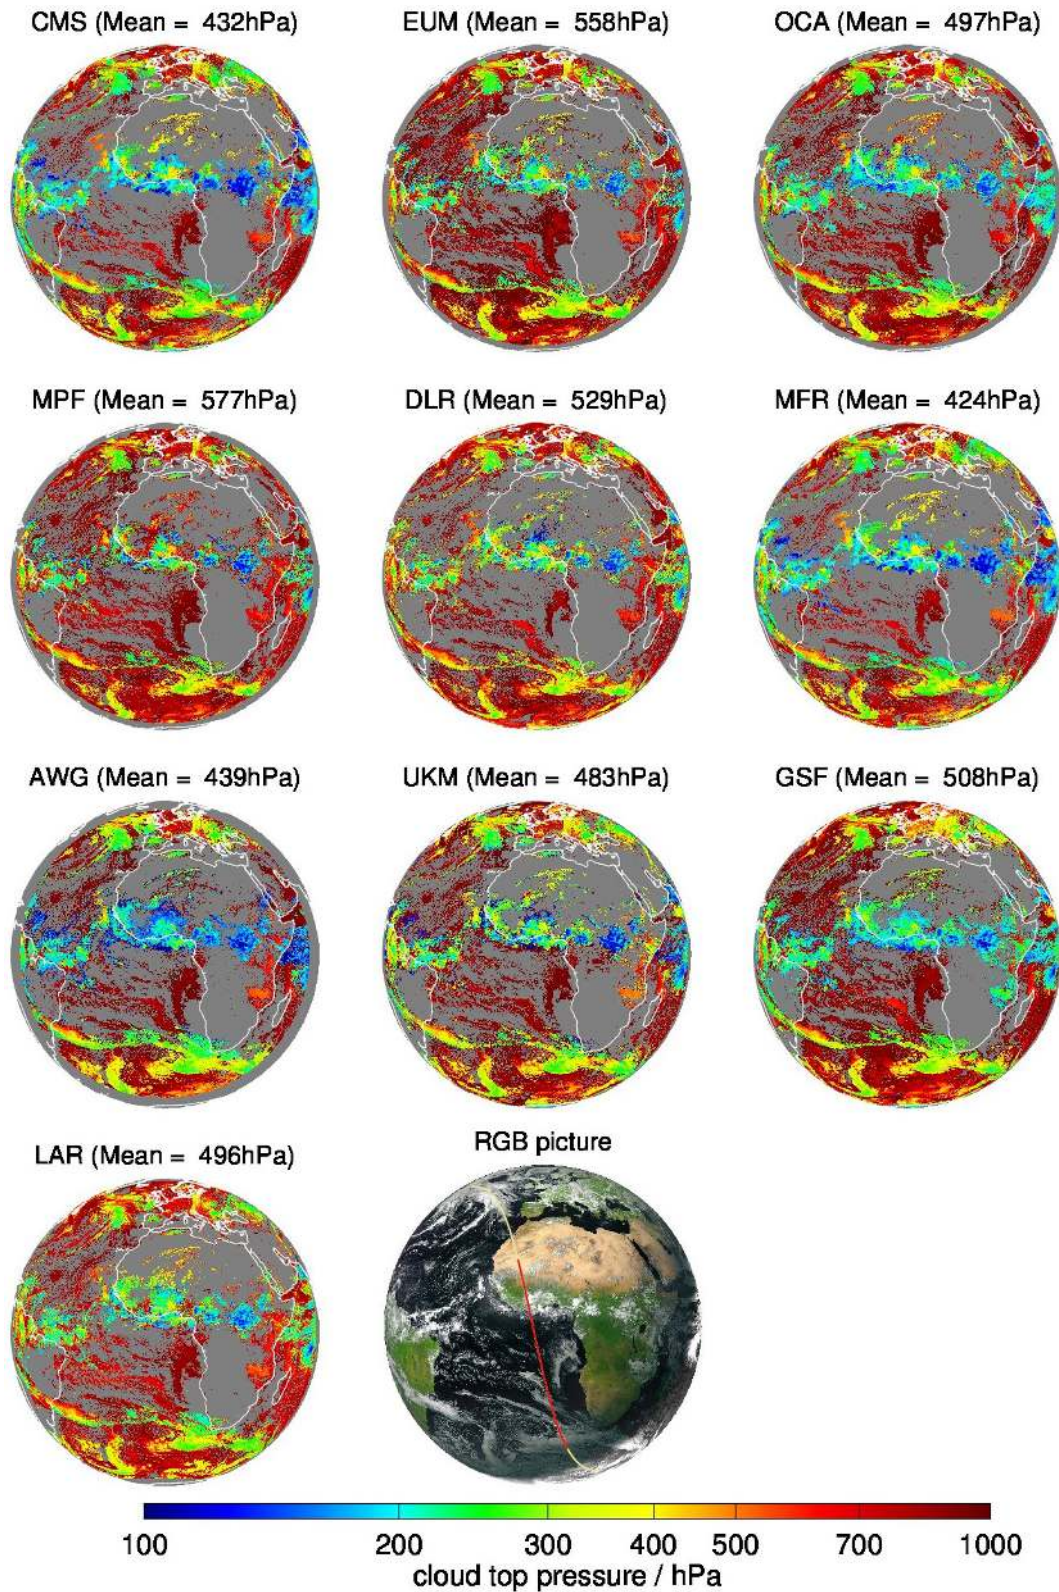 CMS (Mean = 432hPa) EUM (Mean = 558hPa) OCA (Mean = 497hPa)
MPF (Mean = 577hPa) DLR (Mean = 529hPa) MFR (Mean = 424hPa)
AWG (Mean = 439hPa) UKM (Mean = 483hPa) GSF (Mean = 508hPa)
LAR (Mean = 496hPa) RGB picture
100 200 300 400 500 700 1000
cloud top pressure / hPa